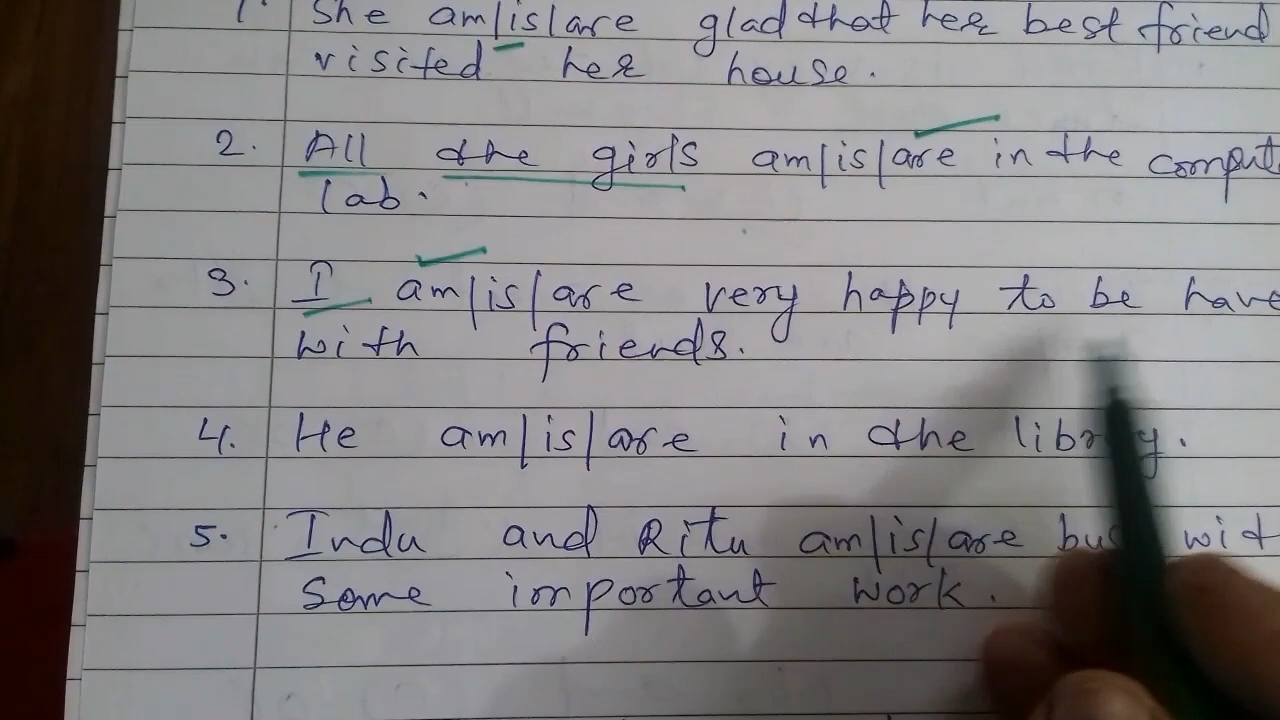 1. She am/is/are glad that her best friend
visited her house.
2. All the girls am/is/are in the comput
lab.
3. I am/is/are very happy to be have
with friends.
4. He am/is/are in the
5. Indu and Ritu am/is/are
some important work.